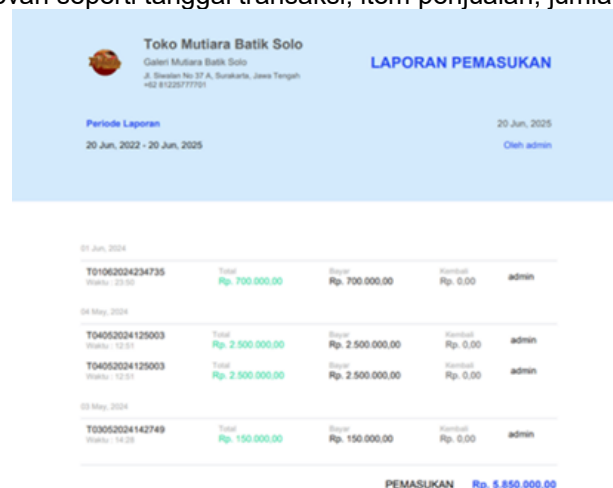 seperti tanggal transaksi, item penjualan, jumla
Toko Mutiara Batik Solo
Galeri Mutiara Batik Solo
Jl. Siwalan No 37 A, Surakarta, Jawa Tengah
+62 81225777701
LAPORAN PEMASUKAN
Periode Laporan
20 Jun, 2025
20 Jun, 2022 - 20 Jun, 2025
Oleh admin
01 Jun, 2024
T01062024234735 Total Bayar Kembali admin
Waktu : 23:50 Rp. 700.000,00 Rp. 700.000,00 Rp. 0,00
04 May, 2024
T04052024125003 Total Bayar Kembali admin
Waktu : 12:51 Rp. 2.500.000,00 Rp. 2.500.000,00 Rp. 0,00
T04052024125003 Total Bayar Kembali admin
Waktu : 12:51 Rp. 2.500.000,00 Rp. 2.500.000,00 Rp. 0,00
03 May, 2024
T03052024142749 Total Bayar Kembali admin
Waktu : 14:28 Rp. 150.000,00 Rp. 150.000,00 Rp. 0,00
PEMASUKAN Rp. 5.850.000,00